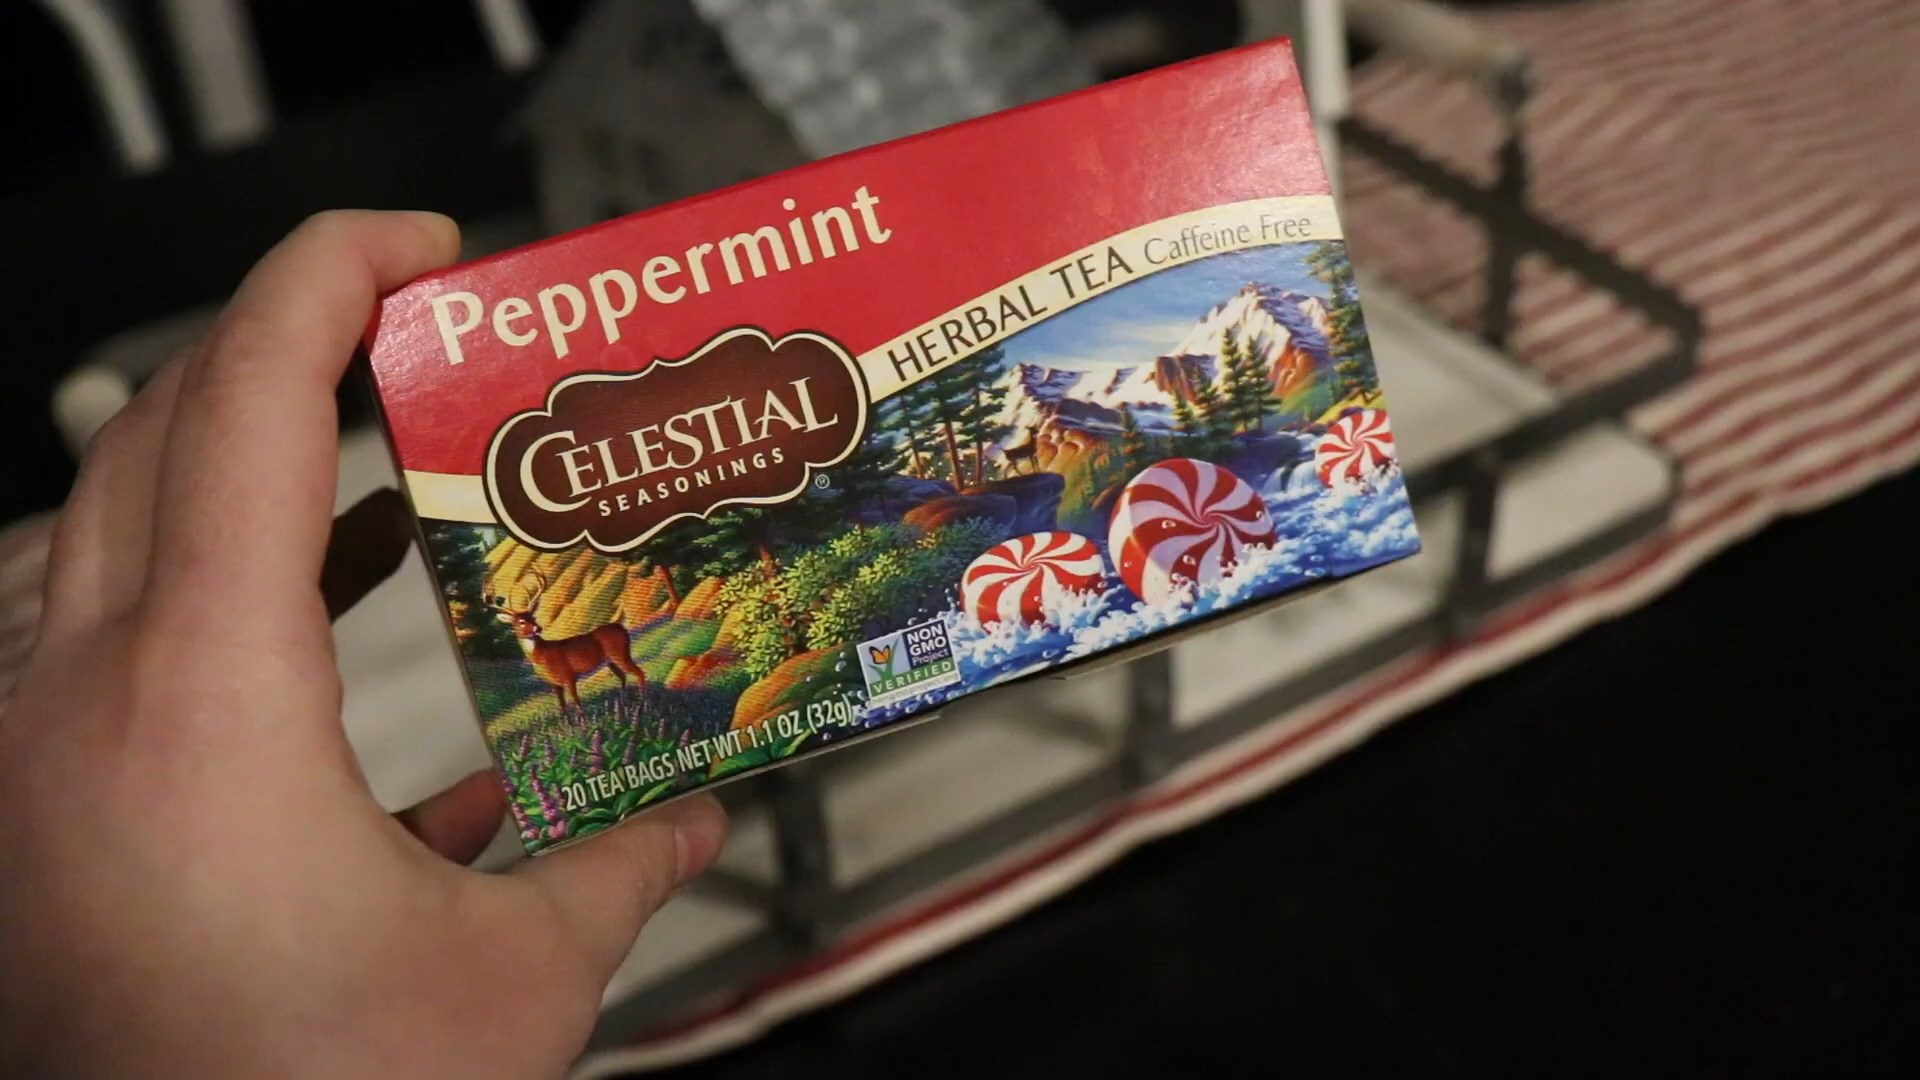 Peppermint
HERBAL TEA Caffeine Free
CELESTIAL
SEASONINGS
®
NON
GMO
Project
VERIFIED
20 TEA BAGS NET WT 1.1 OZ (32g)